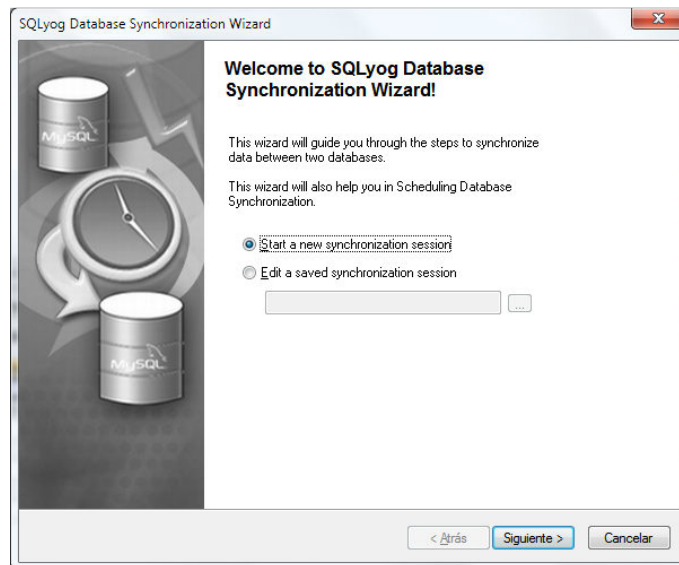 SQLyog Database Synchronization Wizard
X
Welcome to SQLyog Database
Synchronization Wizard!
MySQL
This wizard will guide you through the steps to synchronize
data between two databases.
This wizard will also help you in Scheduling Database
Synchronization.
Start a new synchronization session
Edit a saved synchronization session
...
MySQL
< Atrás
Siguiente >
Cancelar